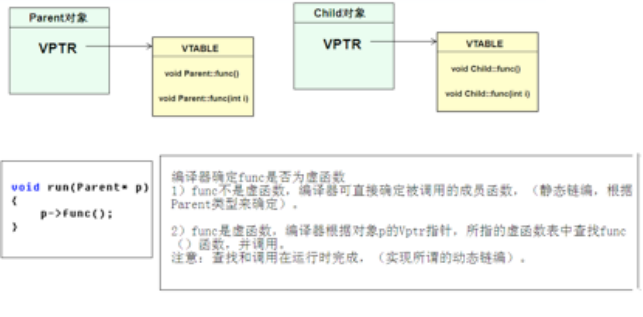 Parent对象
VPTR
VTABLE
void Parent::func()
void Parent::func(int i)
Child对象
VPTR
VTABLE
void Child::func()
void Child::func(int i)
void run(Parent* p)
{
p->func();
}
编译器确定func是否为虚函数
1）func不是虚函数，编译器可直接确定被调用的成员函数，（静态链编，根据
Parent类型来确定）。
2）func是虚函数，编译器根据对象p的Vptr指针，所指的虚函数表中查找func
（）函数，并调用。
注意：查找和调用在运行时完成，（实现所谓的动态链编）。